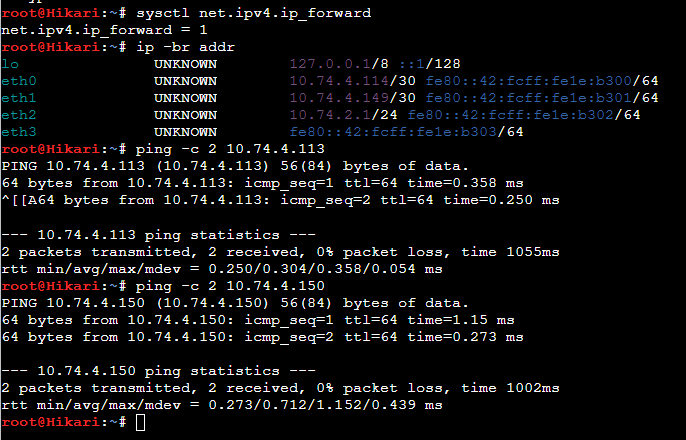 root@Hikari:~# sysctl net.ipv4.ip_forward
net.ipv4.ip_forward = 1
root@Hikari:~# ip -br addr
lo               UNKNOWN        127.0.0.1/8 ::1/128
eth0             UNKNOWN        10.74.4.114/30 fe80::42:fcff:fe1e:b300/64
eth1             UNKNOWN        10.74.4.149/30 fe80::42:fcff:fe1e:b301/64
eth2             UNKNOWN        10.74.2.1/24 fe80::42:fcff:fe1e:b302/64
eth3             UNKNOWN        fe80::42:fcff:fe1e:b303/64
root@Hikari:~# ping -c 2 10.74.4.113
PING 10.74.4.113 (10.74.4.113) 56(84) bytes of data.
64 bytes from 10.74.4.113: icmp_seq=1 ttl=64 time=0.358 ms
^[[A64 bytes from 10.74.4.113: icmp_seq=2 ttl=64 time=0.250 ms
--- 10.74.4.113 ping statistics ---
2 packets transmitted, 2 received, 0% packet loss, time 1055ms
rtt min/avg/max/mdev = 0.250/0.304/0.358/0.054 ms
root@Hikari:~# ping -c 2 10.74.4.150
PING 10.74.4.150 (10.74.4.150) 56(84) bytes of data.
64 bytes from 10.74.4.150: icmp_seq=1 ttl=64 time=1.15 ms
64 bytes from 10.74.4.150: icmp_seq=2 ttl=64 time=0.273 ms
--- 10.74.4.150 ping statistics ---
2 packets transmitted, 2 received, 0% packet loss, time 1002ms
rtt min/avg/max/mdev = 0.273/0.712/1.152/0.439 ms
root@Hikari:~#